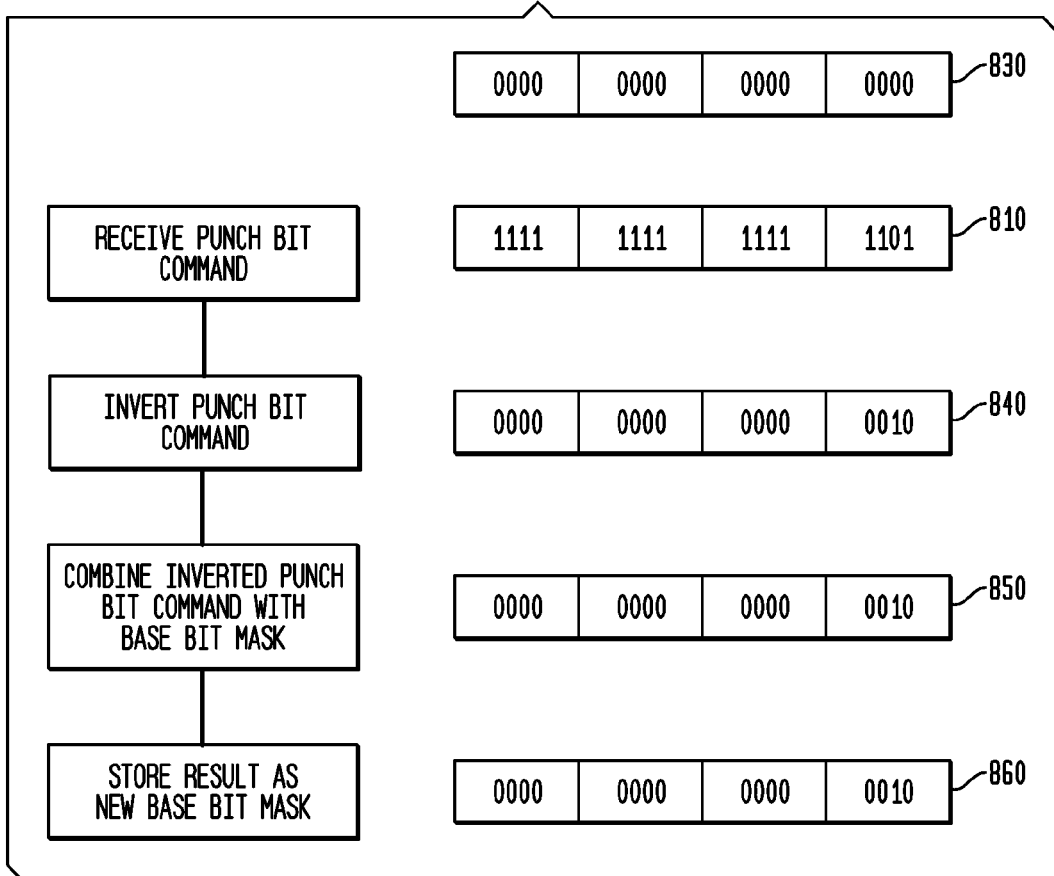 0000 0000 0000 0000 830
RECEIVE PUNCH BIT
COMMAND
1111 1111 1111 1101 810
INVERT PUNCH BIT
COMMAND
0000 0000 0000 0010 840
COMBINE INVERTED PUNCH
BIT COMMAND WITH
BASE BIT MASK
0000 0000 0000 0010 850
STORE RESULT AS
NEW BASE BIT MASK
0000 0000 0000 0010 860